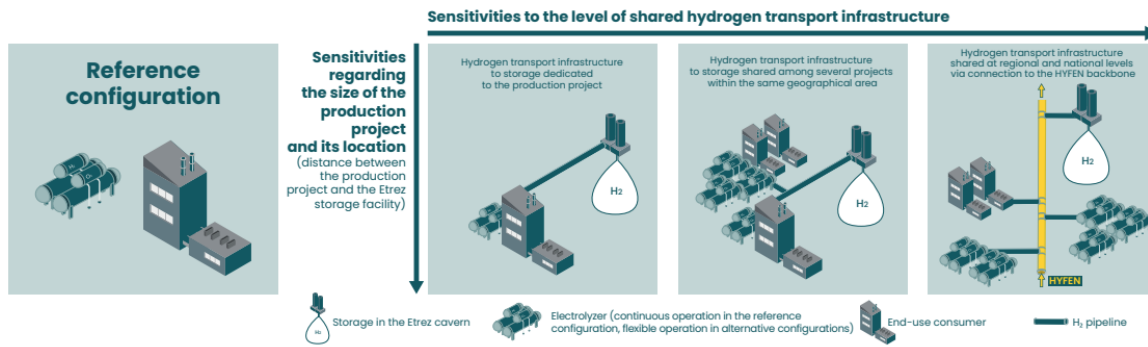 Sensitivities to the level of shared hydrogen transport infrastructure
Reference
configuration
Sensitivities
regarding
the size of the
production
project
and its location
(distance between
the production
project and the Etrez
storage facility)
Hydrogen transport infrastructure
to storage dedicated
to the production project
H2
Hydrogen transport infrastructure
to storage shared among several projects
within the same geographical area
H2
Hydrogen transport infrastructure
shared at regional and national levels
via connection to the HYFEN backbone
H2
HYFEN
H2
Storage in the Etrez cavern
Electrolyzer (continuous operation in the reference
configuration, flexible operation in alternative configurations)
End-use consumer
H2 pipeline